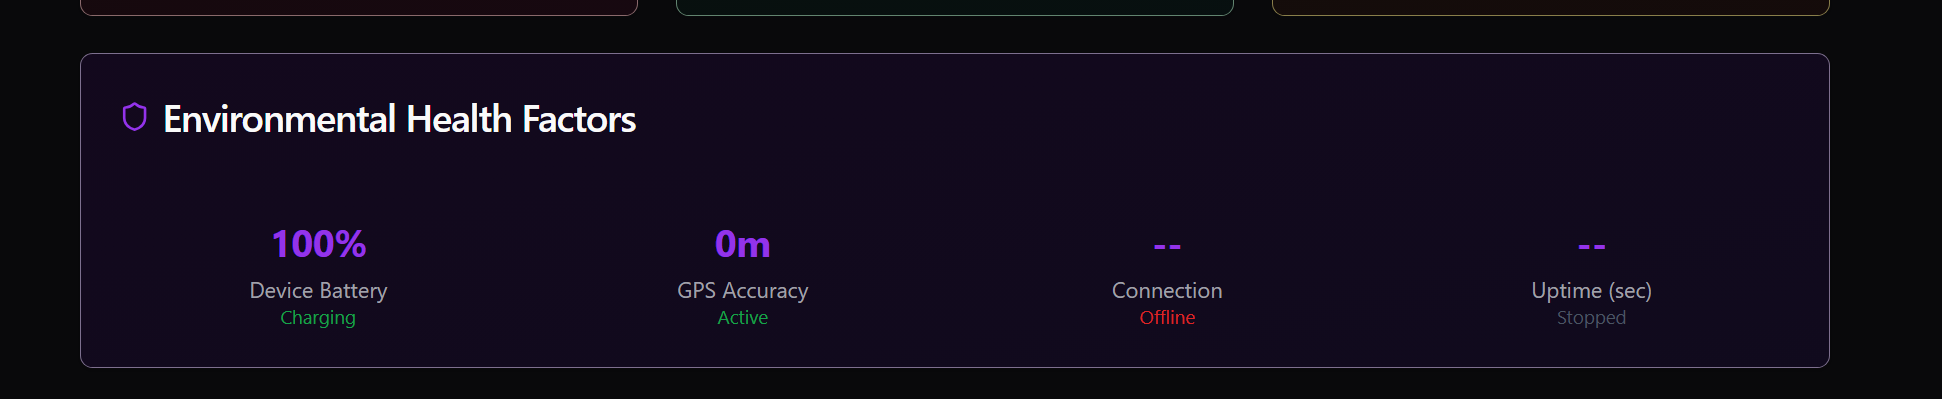 Environmental Health Factors
100%
Device Battery
Charging
0m
GPS Accuracy
Active
--
Connection
Offline
--
Uptime (sec)
Stopped